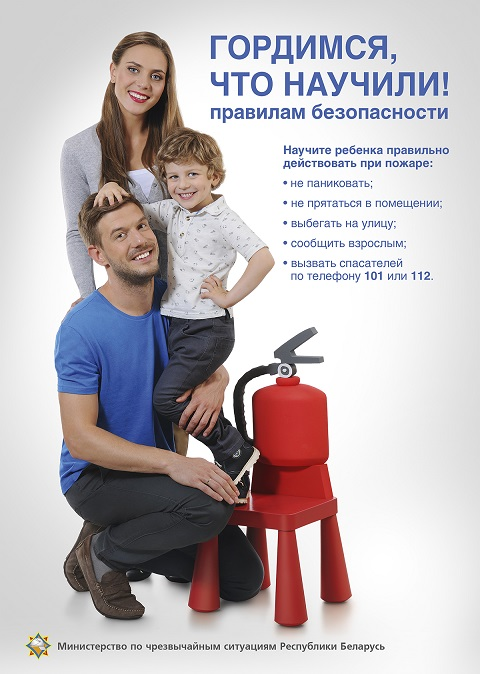 ГОРДИМСЯ,
ЧТО НАУЧИЛИ!
правилам безопасности
Научите ребенка правильно
действовать при пожаре:
• не паниковать;
• не прятаться в помещении;
• выбегать на улицу;
• сообщить взрослым;
• вызвать спасателей
по телефону 101 или 112.
Министерство по чрезвычайным ситуациям Республики Беларусь